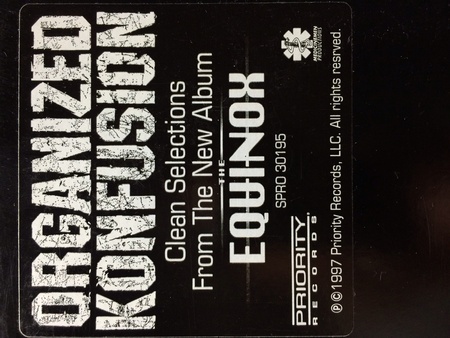 ORGANIZED
KONFUSION
Clean Selections
From The New Album
THE
EQUINOX
SPRO 30195
PRIORITY
RECORDS
℗©1997 Priority Records, LLC. All rights resrved.